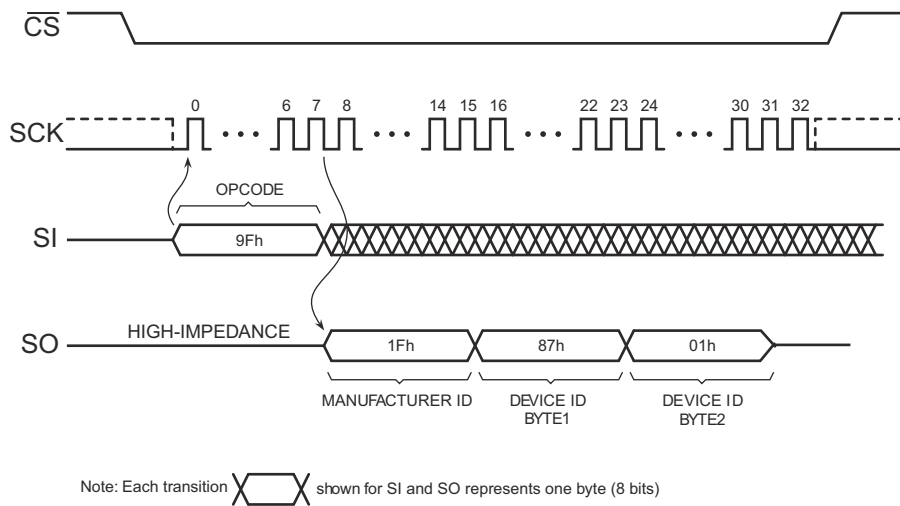 CS
0 6 7 8 14 15 16 22 23 24 30 31 32
SCK
OPCODE
SI 9Fh
HIGH-IMPEDANCE
SO 1Fh 87h 01h
MANUFACTURER ID DEVICE ID DEVICE ID
BYTE1 BYTE2
Note: Each transition shown for SI and SO represents one byte (8 bits)